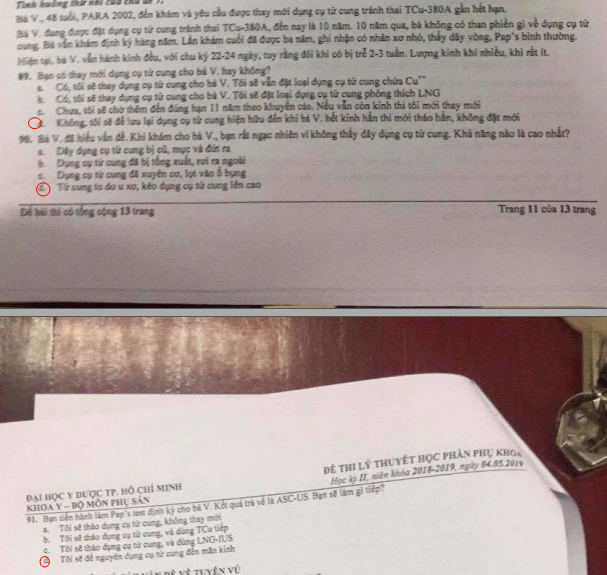 Tình huống thứ nhì của chủ đề
Bà V., 48 tuổi, PARA 2002, đến khám và yêu cầu được thay mới dụng cụ tử cung tránh thai TCu-380A gần hết hạn.
Bà V. đang được đặt dụng cụ tử cung tránh thai TCu-380A, đến nay là 10 năm. 10 năm qua, bà không có than phiền gì về dụng cụ tử
cung. Bà vẫn khám định kỳ hàng năm. Lần khám cuối đã được ba năm, ghi nhận có nhân xơ nhỏ, thấy dây vòng, Pap's bình thường.
Hiện tại, bà V. vẫn hành kinh đều, với chu kỳ 22-24 ngày, tuy rằng đôi khi có bị trễ 2-3 tuần. Lượng kinh khi nhiều, khi rất ít.
89. Bạn có thay mới dụng cụ tử cung cho bà V. hay không?
a. Có, tôi sẽ thay dụng cụ tử cung cho bà V. Tôi sẽ vẫn đặt loại dụng cụ tử cung chứa Cu++
b. Có, tôi sẽ thay dụng cụ tử cung cho bà V. Tôi sẽ đặt loại dụng cụ tử cung phóng thích LNG
c. Chưa, tôi sẽ chờ thêm đến đúng hạn 11 năm theo khuyến cáo. Nếu vẫn còn kinh thì tôi mới thay mới
d. Không, tôi sẽ để lưu lại dụng cụ tử cung hiện hữu đến khi bà V. hết kinh hẳn thì mới tháo hẳn, không đặt mới
90. Bà V. đã hiểu vấn đề. Khi khám cho bà V., bạn rất ngạc nhiên vì không thấy dây dụng cụ tử cung. Khả năng nào là cao nhất?
a. Dây dụng cụ tử cung bị cũ, mục và đứt ra
b. Dụng cụ tử cung đã bị tống xuất, rơi ra ngoài
c. Dụng cụ tử cung đã xuyên cơ, lọt vào ổ bụng
d. Tử cung to do u xơ, kéo dụng cụ tử cung lên cao
Đề bài thi có tổng cộng 13 trang Trang 11 của 13 trang
ĐẠI HỌC Y DƯỢC TP. HỒ CHÍ MINH ĐỀ THI LÝ THUYẾT HỌC PHẦN PHỤ KHOA
KHOA Y – BỘ MÔN PHỤ SẢN Học kỳ II, niên khóa 2018-2019, ngày 04.05.2019
91. Bạn tiến hành làm Pap's test định kỳ cho bà V. Kết quả trả về là ASC-US. Bạn sẽ làm gì tiếp?
a. Tôi sẽ tháo dụng cụ tử cung, không thay mới
b. Tôi sẽ tháo dụng cụ tử cung, và dùng TCu tiếp
c. Tôi sẽ tháo dụng cụ tử cung, và dùng LNG-IUS
d. Tôi sẽ để nguyên dụng cụ tử cung đến mãn kinh
VỀ TUYẾN VÚ